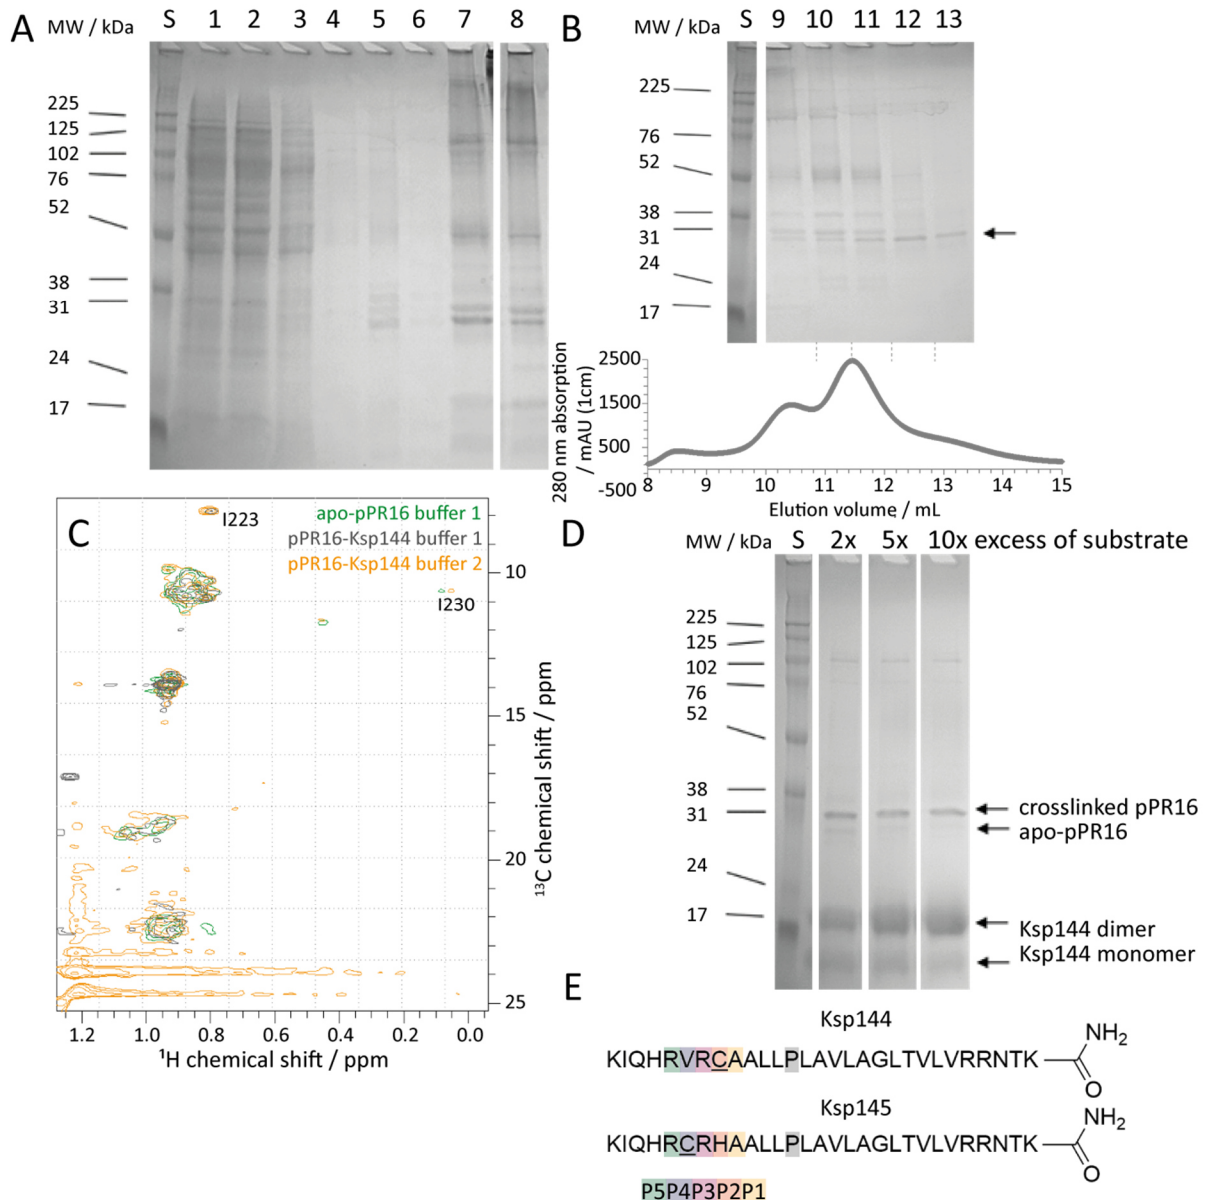 A
MW / kDa S 1 2 3 4 5 6 7 8
225
125
102
76
52
38
31
24
17
B
MW / kDa S 9 10 11 12 13
225
76
52
38
31
24
17
280 nm absorption
/ mAU (1cm)
2500
1500
500
-500
8 9 10 11 12 13 14 15
Elution volume / mL
C
apo-pPR16 buffer 1
pPR16-Ksp144 buffer 1
pPR16-Ksp144 buffer 2
I223
I230
10
15
20
25
¹³C chemical shift / ppm
1.2 1.0 0.8 0.6 0.4 0.2 0.0
¹H chemical shift / ppm
D
MW / kDa S 2x 5x 10x excess of substrate
225
125
102
76
52
38
31
24
17
crosslinked pPR16
apo-pPR16
Ksp144 dimer
Ksp144 monomer
E
Ksp144
KIQHRVRCAALLPLAVLAGLTVLVRRNTK
NH₂
O
Ksp145
KIQHRCRHAALLPLAVLAGLTVLVRRNTK
NH₂
O
P5P4P3P2P1